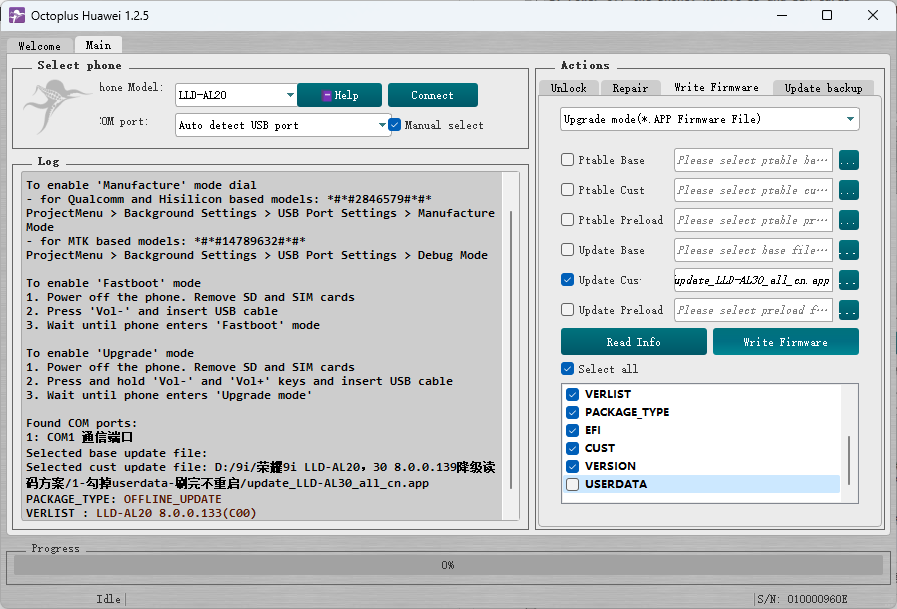 Octoplus Huawei 1.2.5
Welcome
Main
Select phone
hone Model:
LLD-AL20
Help
Connect
OM port:
Auto detect USB port
Manual select
Log
To enable 'Manufacture' mode dial
- for Qualcomm and Hisilicon based models: *#*#2846579#*#*
ProjectMenu > Background Settings > USB Port Settings > Manufacture
Mode
- for MTK based models: *#*#14789632#*#*
ProjectMenu > Background Settings > USB Port Settings > Debug Mode
To enable 'Fastboot' mode
1. Power off the phone. Remove SD and SIM cards
2. Press 'Vol-' and insert USB cable
3. Wait until phone enters 'Fastboot' mode
To enable 'Upgrade' mode
1. Power off the phone. Remove SD and SIM cards
2. Press and hold 'Vol-' and 'Vol+' keys and insert USB cable
3. Wait until phone enters 'Upgrade mode'
Found COM ports:
1: COM1 通信端口
Selected base update file:
Selected cust update file: D:/9i/荣耀9i LLD-AL20，30 8.0.0.139降级读
码方案/1-勾掉userdata-刷完不重启/update_LLD-AL30_all_cn.app
PACKAGE_TYPE: OFFLINE_UPDATE
VERLIST : LLD-AL20 8.0.0.133(C00)
Actions
Unlock
Repair
Write Firmware
Update backup
Upgrade mode(*.APP Firmware File)
Ptable Base
Please select ptable ba...
...
Ptable Cust
Please select ptable cu...
...
Ptable Preload
Please select ptable pr...
...
Update Base
Please select base file...
...
Update Cus
update_LLD-AL30_all_cn.app
...
Update Preload
Please select preload f...
...
Read Info
Write Firmware
Select all
VERLIST
PACKAGE_TYPE
EFI
CUST
VERSION
USERDATA
Progress
0%
Idle
S/N: 010000960E